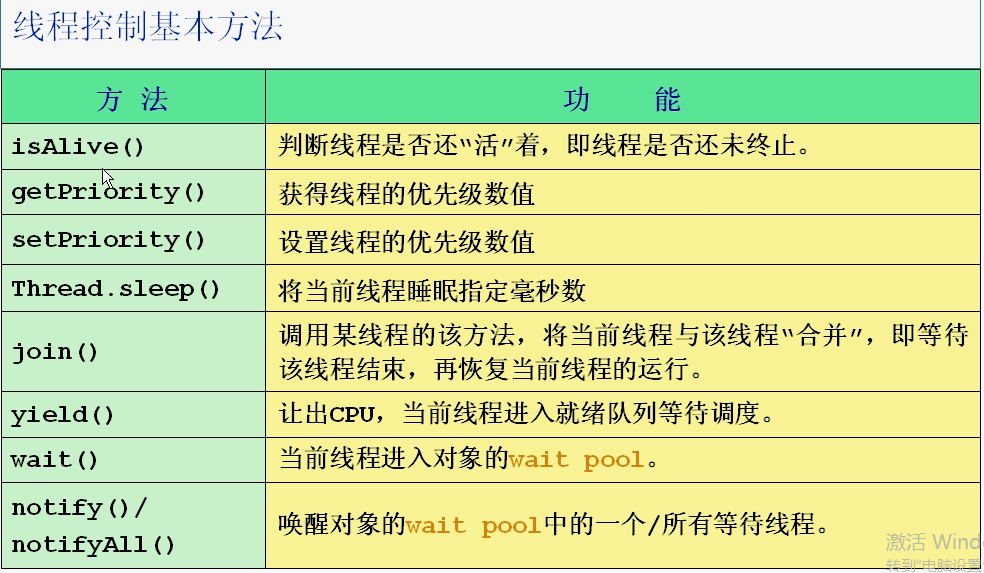 线程控制基本方法
方 法
功 能
isAlive()
判断线程是否还“活”着，即线程是否还未终止。
getPriority()
获得线程的优先级数值
setPriority()
设置线程的优先级数值
Thread.sleep()
将当前线程睡眠指定毫秒数
join()
调用某线程的该方法，将当前线程与该线程“合并”，即等待
该线程结束，再恢复当前线程的运行。
yield()
让出CPU，当前线程进入就绪队列等待调度。
wait()
当前线程进入对象的wait pool。
notify()/
notifyAll()
唤醒对象的wait pool中的一个/所有等待线程。
激活 Wind
转到“电脑设置